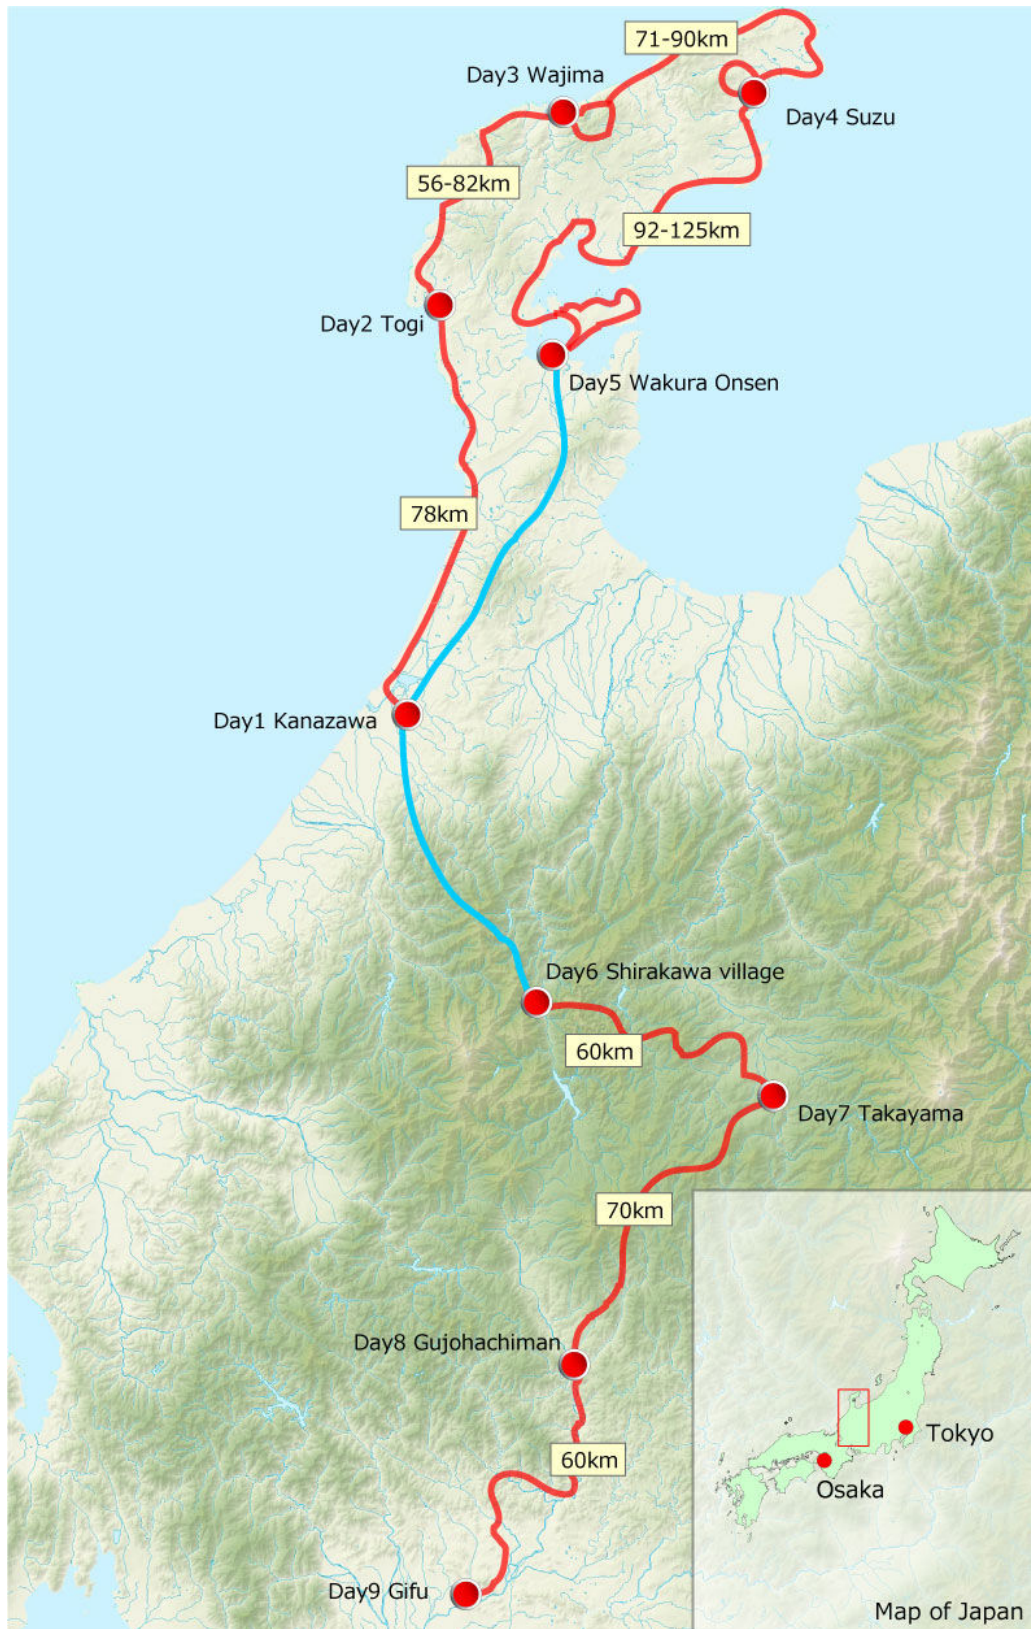 71-90km
Day3 Wajima
Day4 Suzu
56-82km
92-125km
Day2 Togi
Day5 Wakura Onsen
78km
Day1 Kanazawa
Day6 Shirakawa village
60km
Day7 Takayama
70km
Day8 Gujohachiman
60km
Day9 Gifu
Tokyo
Osaka
Map of Japan